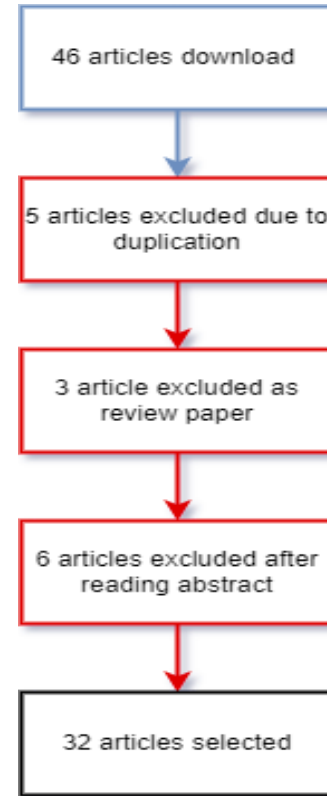 46 articles download
5 articles excluded due to
duplication
3 article excluded as
review paper
6 articles excluded after
reading abstract
32 articles selected